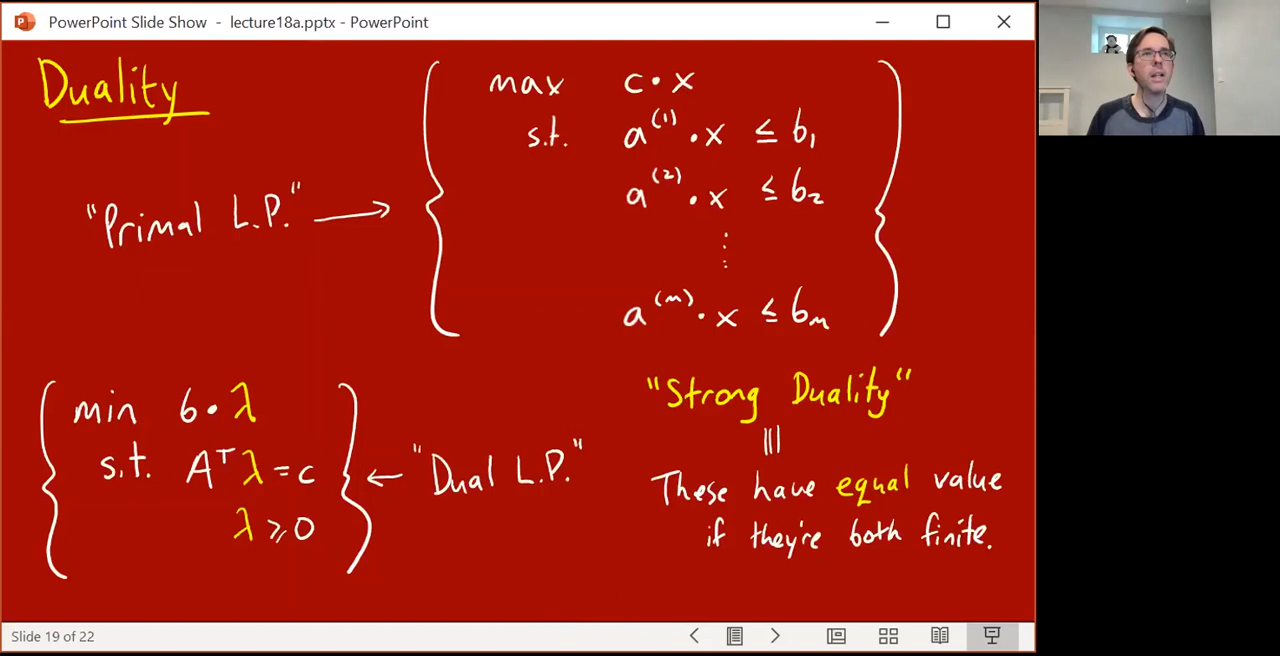 PowerPoint Slide Show - lecture18a.pptx - PowerPoint
Duality
max c·x
s.t. a^(1)·x ≤ b₁
a^(2)·x ≤ b₂
⋮
a^(m)·x ≤ bₘ
"Primal L.P." →
min b·λ
s.t. Aᵀλ = c
λ ≥ 0
← "Dual L.P."
"Strong Duality"
|||
These have equal value
if they're both finite.
Slide 19 of 22